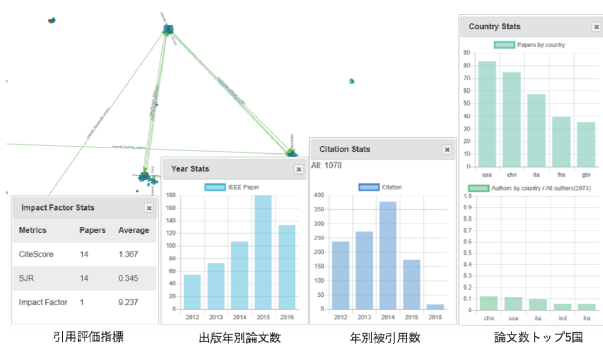 Country Stats
Papers by country
90
80
70
60
50
40
30
20
10
0
usa chn ita fra gbr
Authors by country / All authors(2873)
1.0
0.9
0.8
0.7
0.6
0.5
0.4
0.3
0.2
0.1
0
chn usa ita ind fra
論文数トップ5国
Citation Stats
All: 1078
Citation
400
350
300
250
200
150
100
50
0
2012 2013 2014 2015 2016
年別被引用数
Year Stats
IEEE Paper
180
160
140
120
100
80
60
40
20
0
2012 2013 2014 2015 2016
出版年別論文数
Impact Factor Stats
Metrics Papers Average
CiteScore 14 1.367
SJR 14 0.345
Impact Factor 1 9.237
引用評価指標